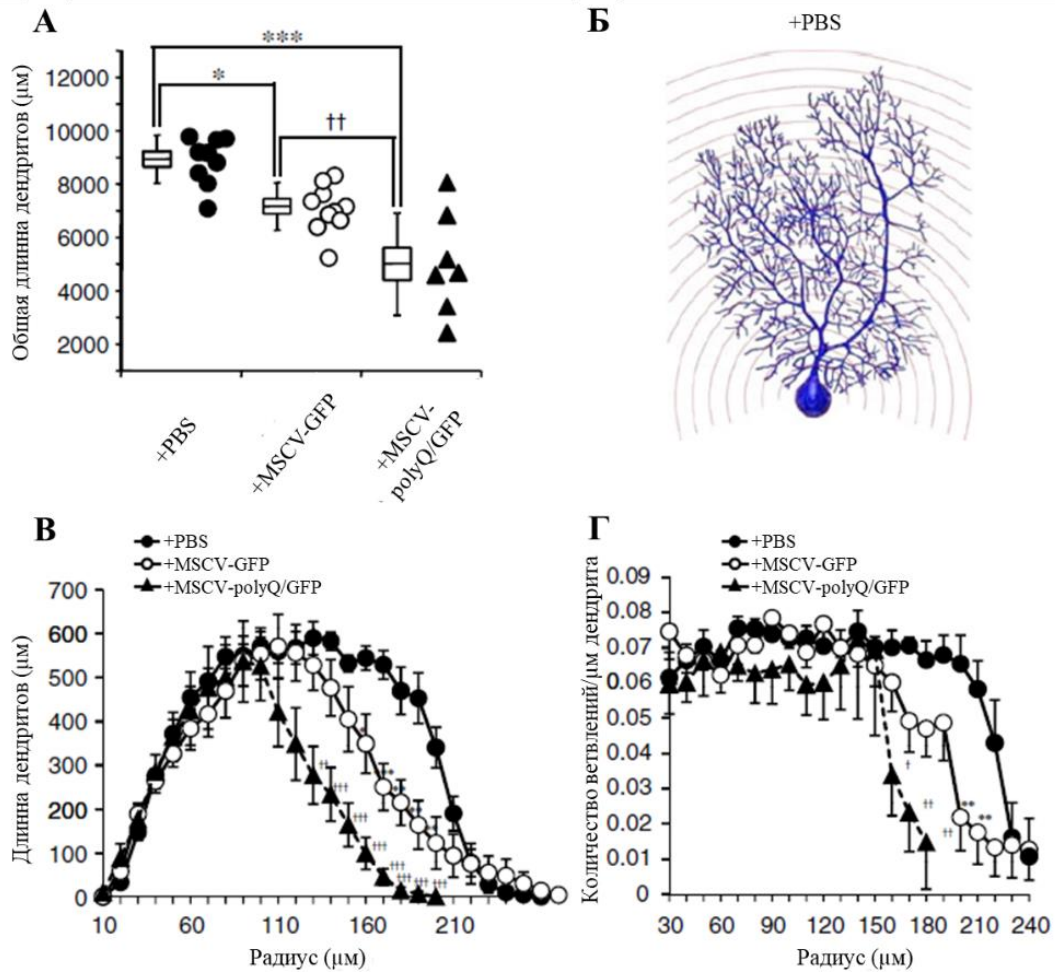 А
***
*
††
Общая длинна дендритов (μм)
12000
10000
8000
6000
4000
2000
+PBS
+MSCV-GFP
+MSCV-
polyQ/GFP
Б
+PBS
В
+PBS
+MSCV-GFP
+MSCV-polyQ/GFP
Длинна дендритов (μм)
700
600
500
400
300
200
100
0
** ** ** **
†† ††† ††† ††† ††† ††† †††
10 60 110 160 210
Радиус (μм)
Г
+PBS
+MSCV-GFP
+MSCV-polyQ/GFP
Количество ветвлений/μм дендрита
0.09
0.08
0.07
0.06
0.05
0.04
0.03
0.02
0.01
0
† †† †† ** **
30 60 90 120 150 180 210 240
Радиус (μм)